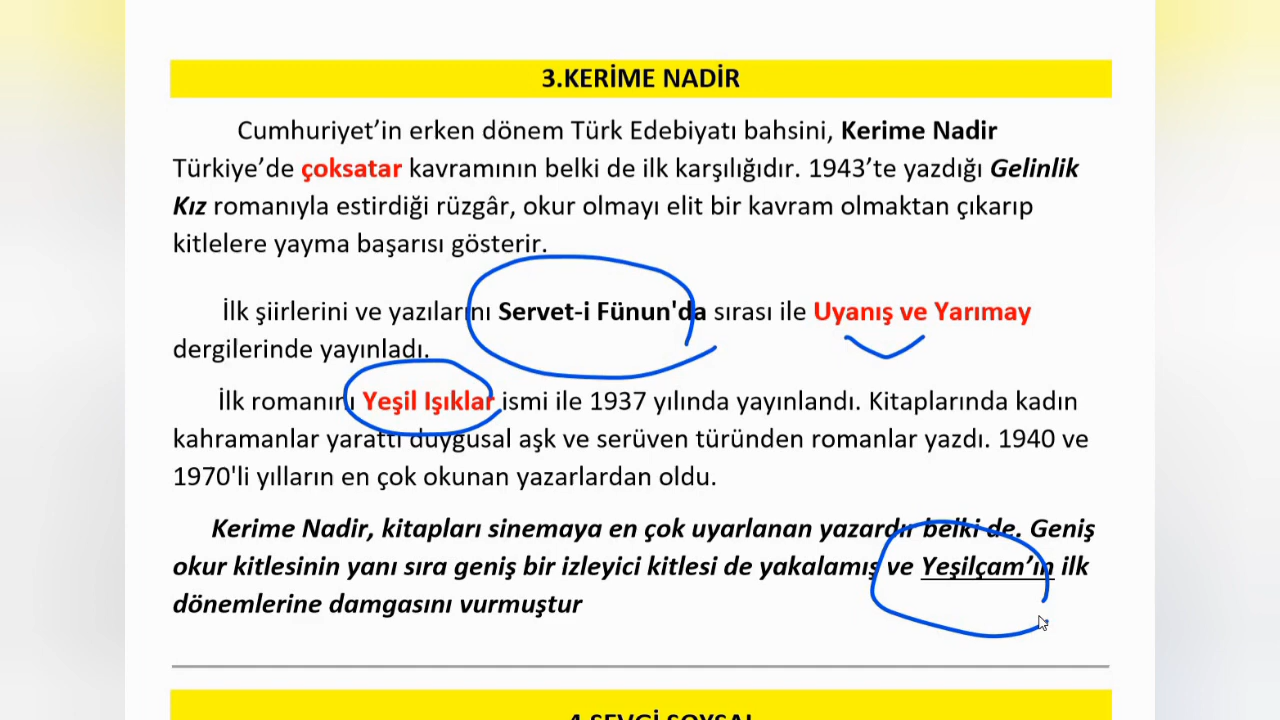 3.KERİME NADİR
Cumhuriyet’in erken dönem Türk Edebiyatı bahsini, Kerime Nadir
Türkiye’de çoksatar kavramının belki de ilk karşılığıdır. 1943’te yazdığı Gelinlik
Kız romanıyla estirdiği rüzgâr, okur olmayı elit bir kavram olmaktan çıkarıp
kitlelere yayma başarısı gösterir.
İlk şiirlerini ve yazılarını Servet-i Fünun'da sırası ile Uyanış ve Yarımay
dergilerinde yayınladı.
İlk romanını Yeşil Işıklar ismi ile 1937 yılında yayınlandı. Kitaplarında kadın
kahramanlar yarattı duygusal aşk ve serüven türünden romanlar yazdı. 1940 ve
1970'li yılların en çok okunan yazarlardan oldu.
Kerime Nadir, kitapları sinemaya en çok uyarlanan yazardır belki de. Geniş
okur kitlesinin yanı sıra geniş bir izleyici kitlesi de yakalamış ve Yeşilçam’ın ilk
dönemlerine damgasını vurmuştur
4.SEVGİ SOYSAL